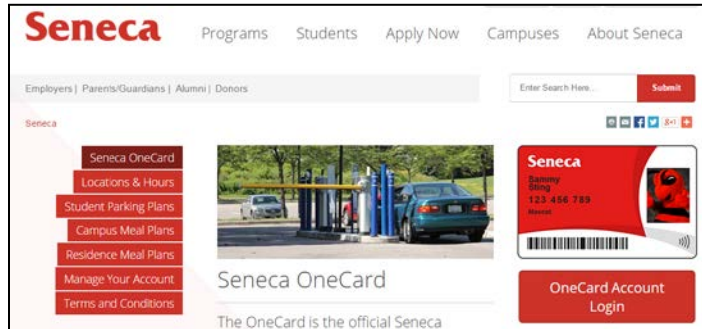 Seneca
Programs Students Apply Now Campuses About Seneca
Employers | Parents/Guardians | Alumni | Donors
Enter Search Here... Submit
Seneca
Seneca OneCard
Locations & Hours
Student Parking Plans
Campus Meal Plans
Residence Meal Plans
Manage Your Account
Terms and Conditions
Seneca OneCard
The OneCard is the official Seneca
Seneca
Sammy
Sting
123 456 789
Mascot
OneCard Account
Login